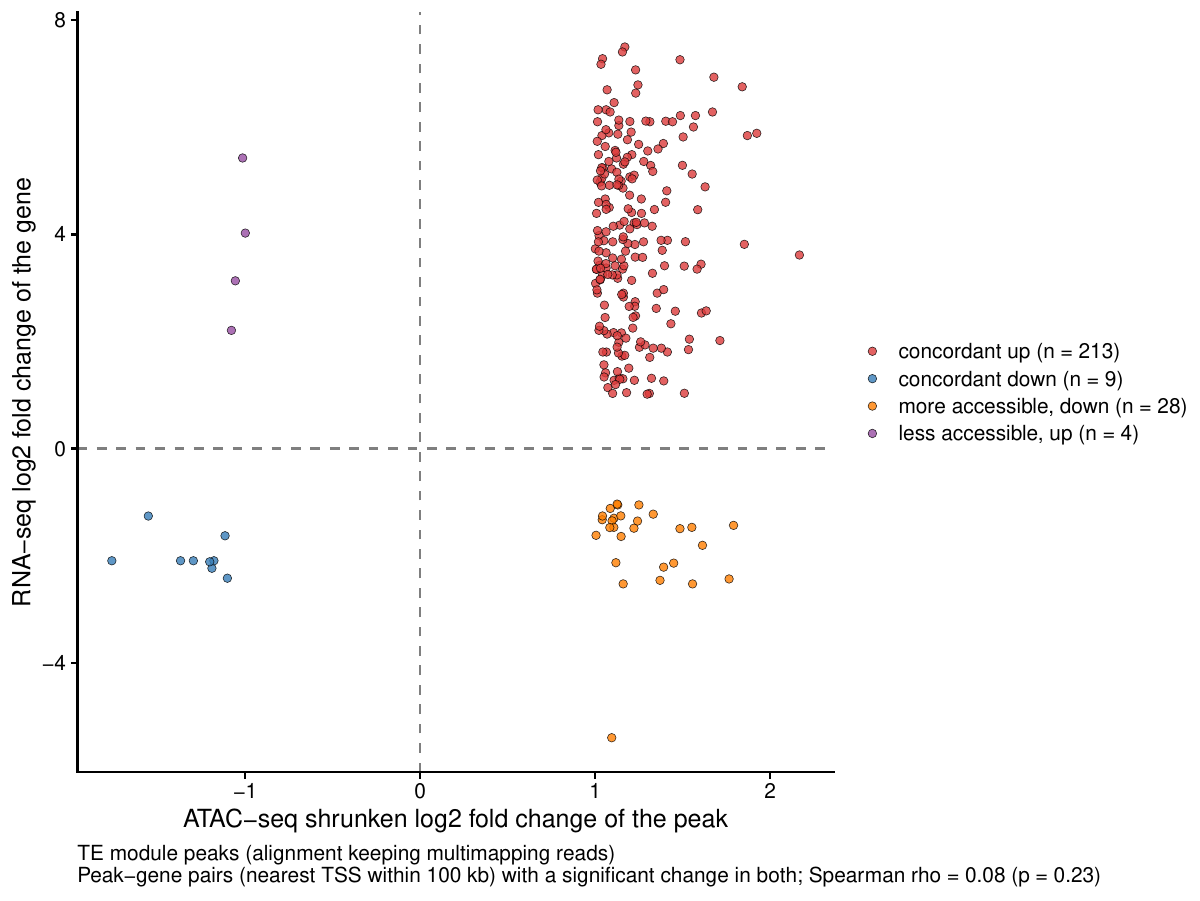 8
4
0
−4
RNA−seq log2 fold change of the gene
−1
0
1
2
ATAC−seq shrunken log2 fold change of the peak
concordant up (n = 213)
concordant down (n = 9)
more accessible, down (n = 28)
less accessible, up (n = 4)
TE module peaks (alignment keeping multimapping reads)
Peak−gene pairs (nearest TSS within 100 kb) with a significant change in both; Spearman rho = 0.08 (p = 0.23)